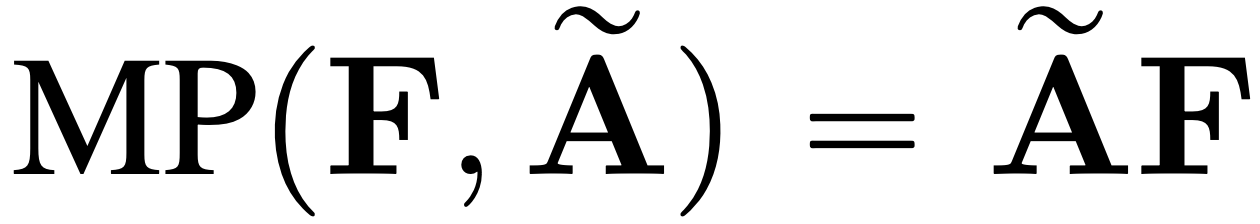 MP(𝐅, 𝐀̃) = 𝐀̃𝐅